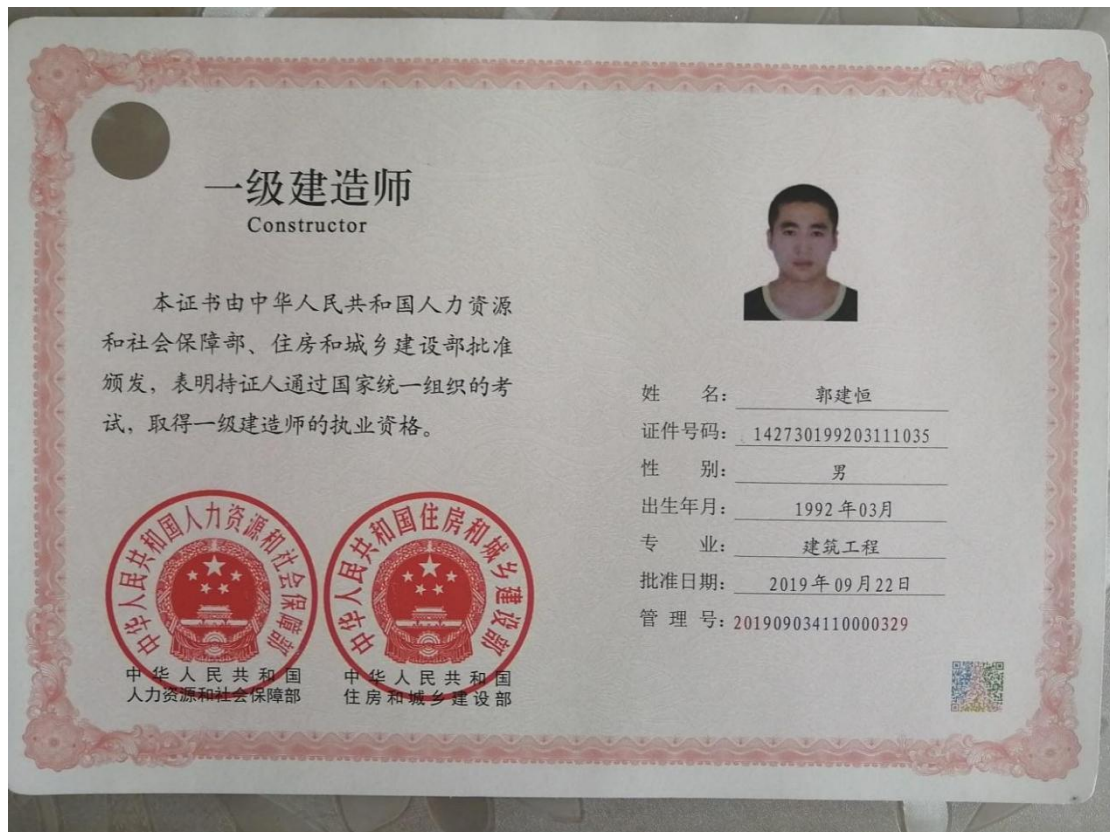 一级建造师
Constructor
本证书由中华人民共和国人力资源
和社会保障部、住房和城乡建设部批准
颁发，表明持证人通过国家统一组织的考
试，取得一级建造师的执业资格。
中华人民共和国人力资源和社会保障部
中华人民共和国
人力资源和社会保障部
中华人民共和国住房和城乡建设部
中华人民共和国
住房和城乡建设部
姓 名：郭建恒
证件号码：142730199203111035
性 别：男
出生年月：1992年03月
专 业：建筑工程
批准日期：2019年09月22日
管 理 号：201909034110000329